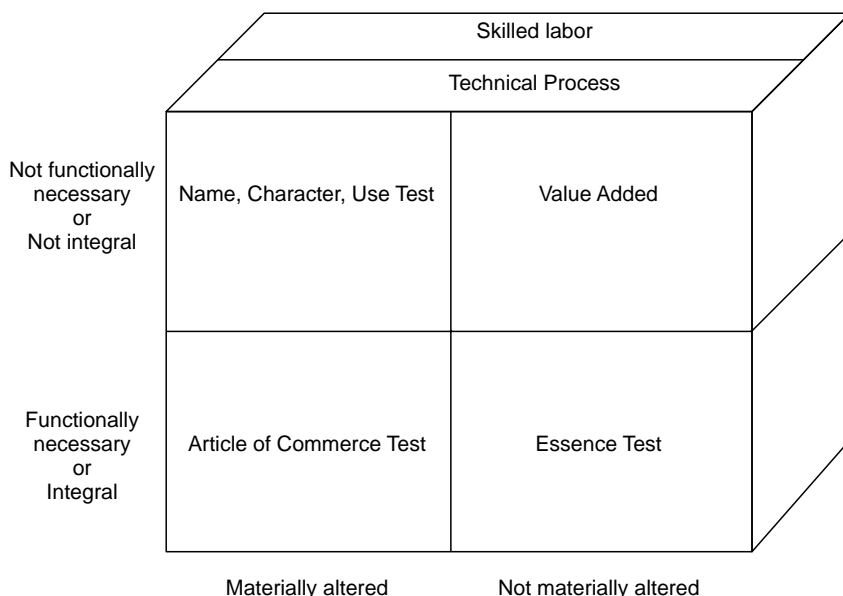 Skilled labor
Technical Process
Not functionally
necessary
or
Not integral
Name, Character, Use Test
Value Added
Functionally
necessary
or
Integral
Article of Commerce Test
Essence Test
Materially altered
Not materially altered